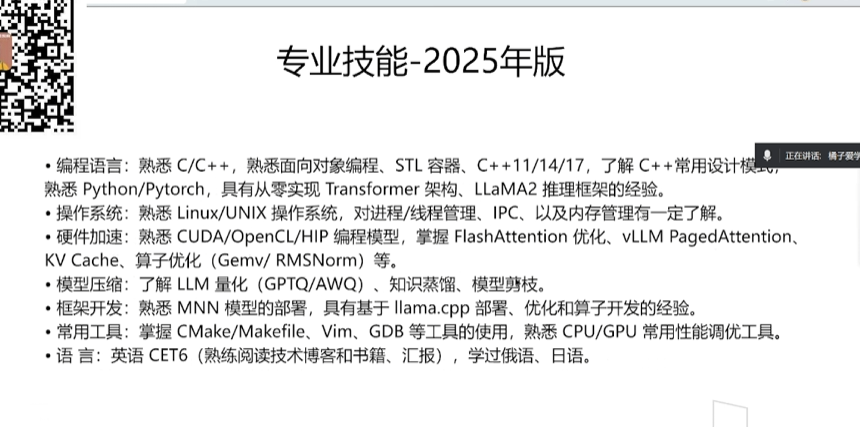 专业技能-2025年版
正在讲话: 橘子爱学
• 编程语言：熟悉 C/C++，熟悉面向对象编程、STL 容器、C++11/14/17，了解 C++常用设计模式，
熟悉 Python/Pytorch，具有从零实现 Transformer 架构、LLaMA2 推理框架的经验。
• 操作系统：熟悉 Linux/UNIX 操作系统，对进程/线程管理、IPC、以及内存管理有一定了解。
• 硬件加速：熟悉 CUDA/OpenCL/HIP 编程模型，掌握 FlashAttention 优化、vLLM PagedAttention、
KV Cache、算子优化（Gemv/ RMSNorm）等。
• 模型压缩：了解 LLM 量化（GPTQ/AWQ）、知识蒸馏、模型剪枝。
• 框架开发：熟悉 MNN 模型的部署，具有基于 llama.cpp 部署、优化和算子开发的经验。
• 常用工具：掌握 CMake/Makefile、Vim、GDB 等工具的使用，熟悉 CPU/GPU 常用性能调优工具。
• 语 言：英语 CET6（熟练阅读技术博客和书籍、汇报），学过俄语、日语。